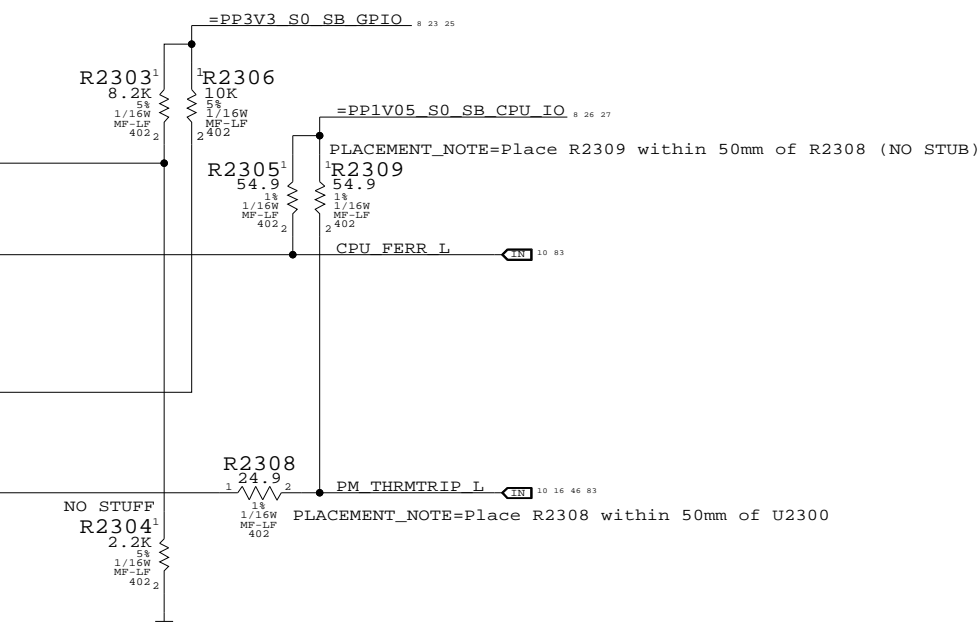 =PP3V3_S0_SB_GPIO 8 23 25
R2303 1
8.2K
5%
1/16W
MF-LF
402 2
1 R2306
10K
5%
1/16W
MF-LF
2 402
=PP1V05_S0_SB_CPU_IO 8 26 27
PLACEMENT_NOTE=Place R2309 within 50mm of R2308 (NO STUB)
R2305 1
54.9
1%
1/16W
MF-LF
402 2
1 R2309
54.9
1%
1/16W
MF-LF
2 402
CPU_FERR_L IN 10 83
R2308
1 24.9 2
1%
1/16W
MF-LF
402
PM_THRMTRIP_L IN 10 16 46 83
PLACEMENT_NOTE=Place R2308 within 50mm of U2300
NO STUFF
R2304 1
2.2K
5%
1/16W
MF-LF
402 2